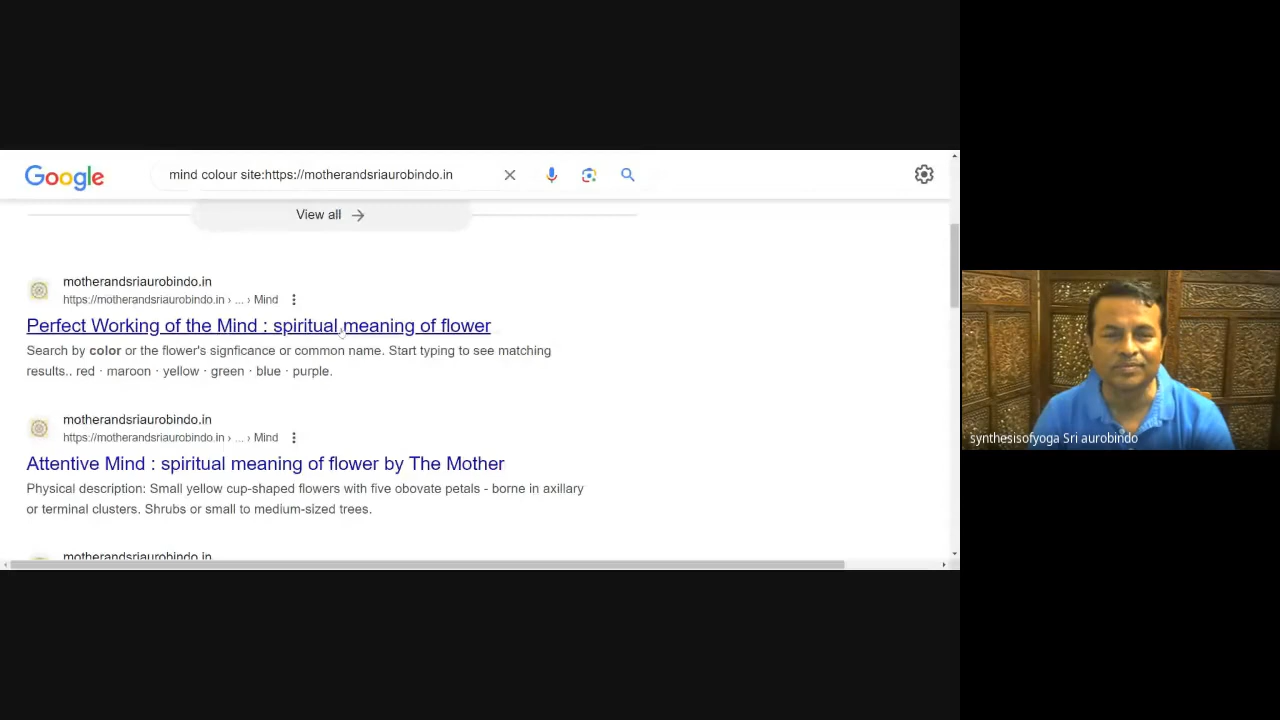 Google
mind colour site:https://motherandsriaurobindo.in
View all
motherandsriaurobindo.in
https://motherandsriaurobindo.in › ... › Mind
Perfect Working of the Mind : spiritual meaning of flower
Search by color or the flower's signficance or common name. Start typing to see matching
results.. red · maroon · yellow · green · blue · purple.
motherandsriaurobindo.in
https://motherandsriaurobindo.in › ... › Mind
Attentive Mind : spiritual meaning of flower by The Mother
Physical description: Small yellow cup-shaped flowers with five obovate petals - borne in axillary
or terminal clusters. Shrubs or small to medium-sized trees.
motherandsriaurobindo.in
synthesisofyoga Sri aurobindo